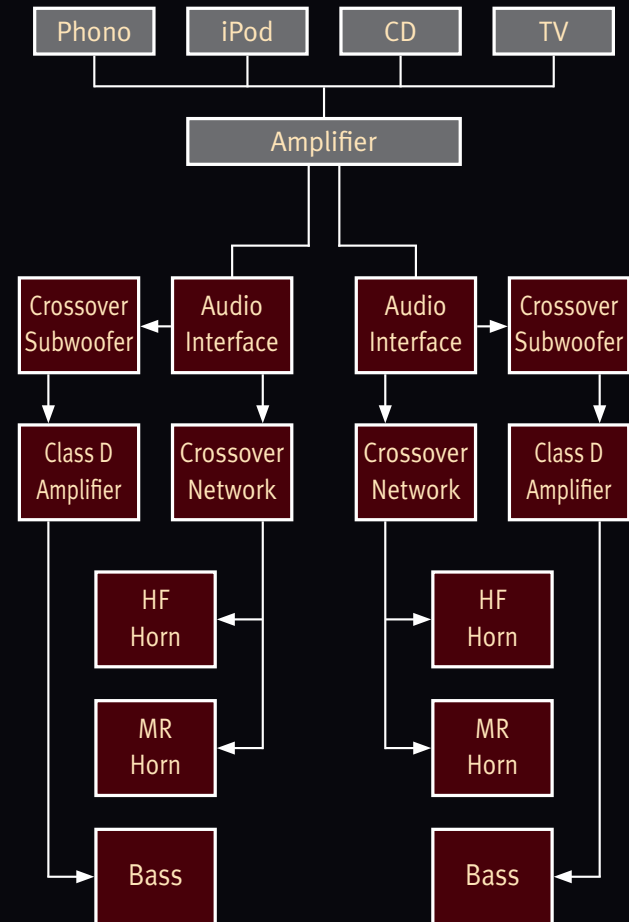 Phono
iPod
CD
TV
Amplifier
Crossover
Subwoofer
Audio
Interface
Audio
Interface
Crossover
Subwoofer
Class D
Amplifier
Crossover
Network
Crossover
Network
Class D
Amplifier
HF
Horn
HF
Horn
MR
Horn
MR
Horn
Bass
Bass